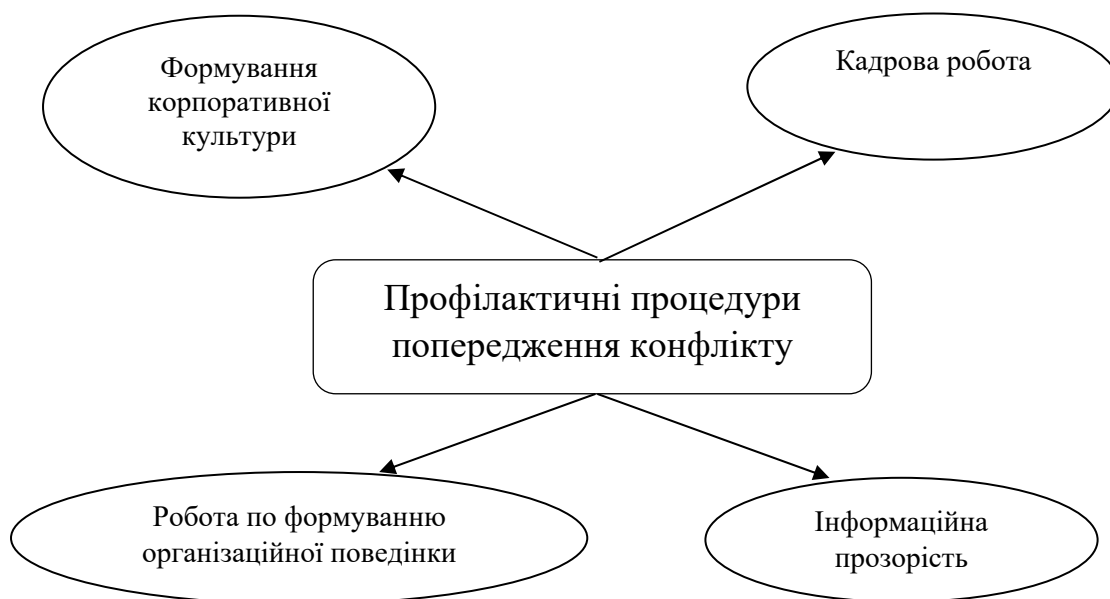 Формування
корпоративної
культури
Кадрова робота
Профілактичні процедури
попередження конфлікту
Робота по формуванню
організаційної поведінки
Інформаційна
прозорість